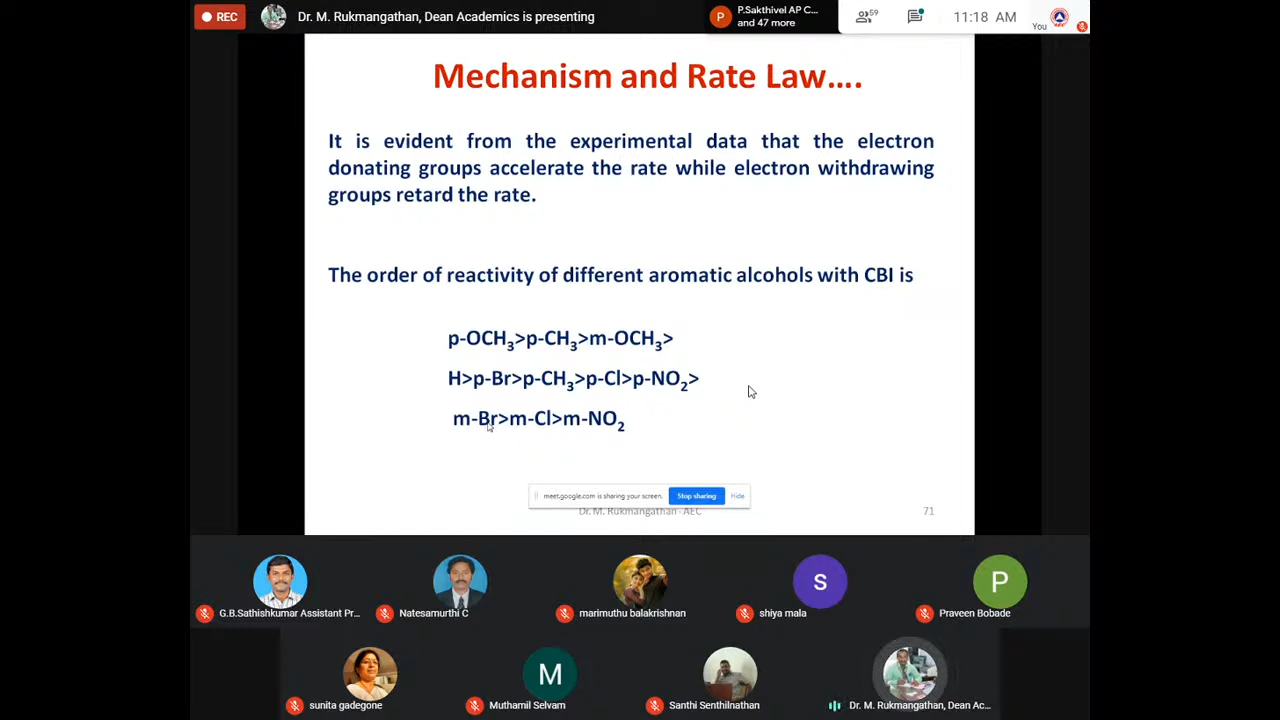 REC
Dr. M. Rukmangathan, Dean Academics is presenting
P.Sakthivel AP C...
and 47 more
59
11:18 AM
You
Mechanism and Rate Law....
It is evident from the experimental data that the electron
donating groups accelerate the rate while electron withdrawing
groups retard the rate.
The order of reactivity of different aromatic alcohols with CBI is
p-OCH₃>p-CH₃>m-OCH₃>
H>p-Br>p-CH₃>p-Cl>p-NO₂>
m-Br>m-Cl>m-NO₂
meet.google.com is sharing your screen.
Stop sharing
Hide
Dr. M. Rukmangathan - AEC
71
S
P
G.B.Sathishkumar Assistant Pr...
Natesamurthi C
marimuthu balakrishnan
shiya mala
Praveen Bobade
M
sunita gadegone
Muthamil Selvam
Santhi Senthilnathan
Dr. M. Rukmangathan, Dean Ac...